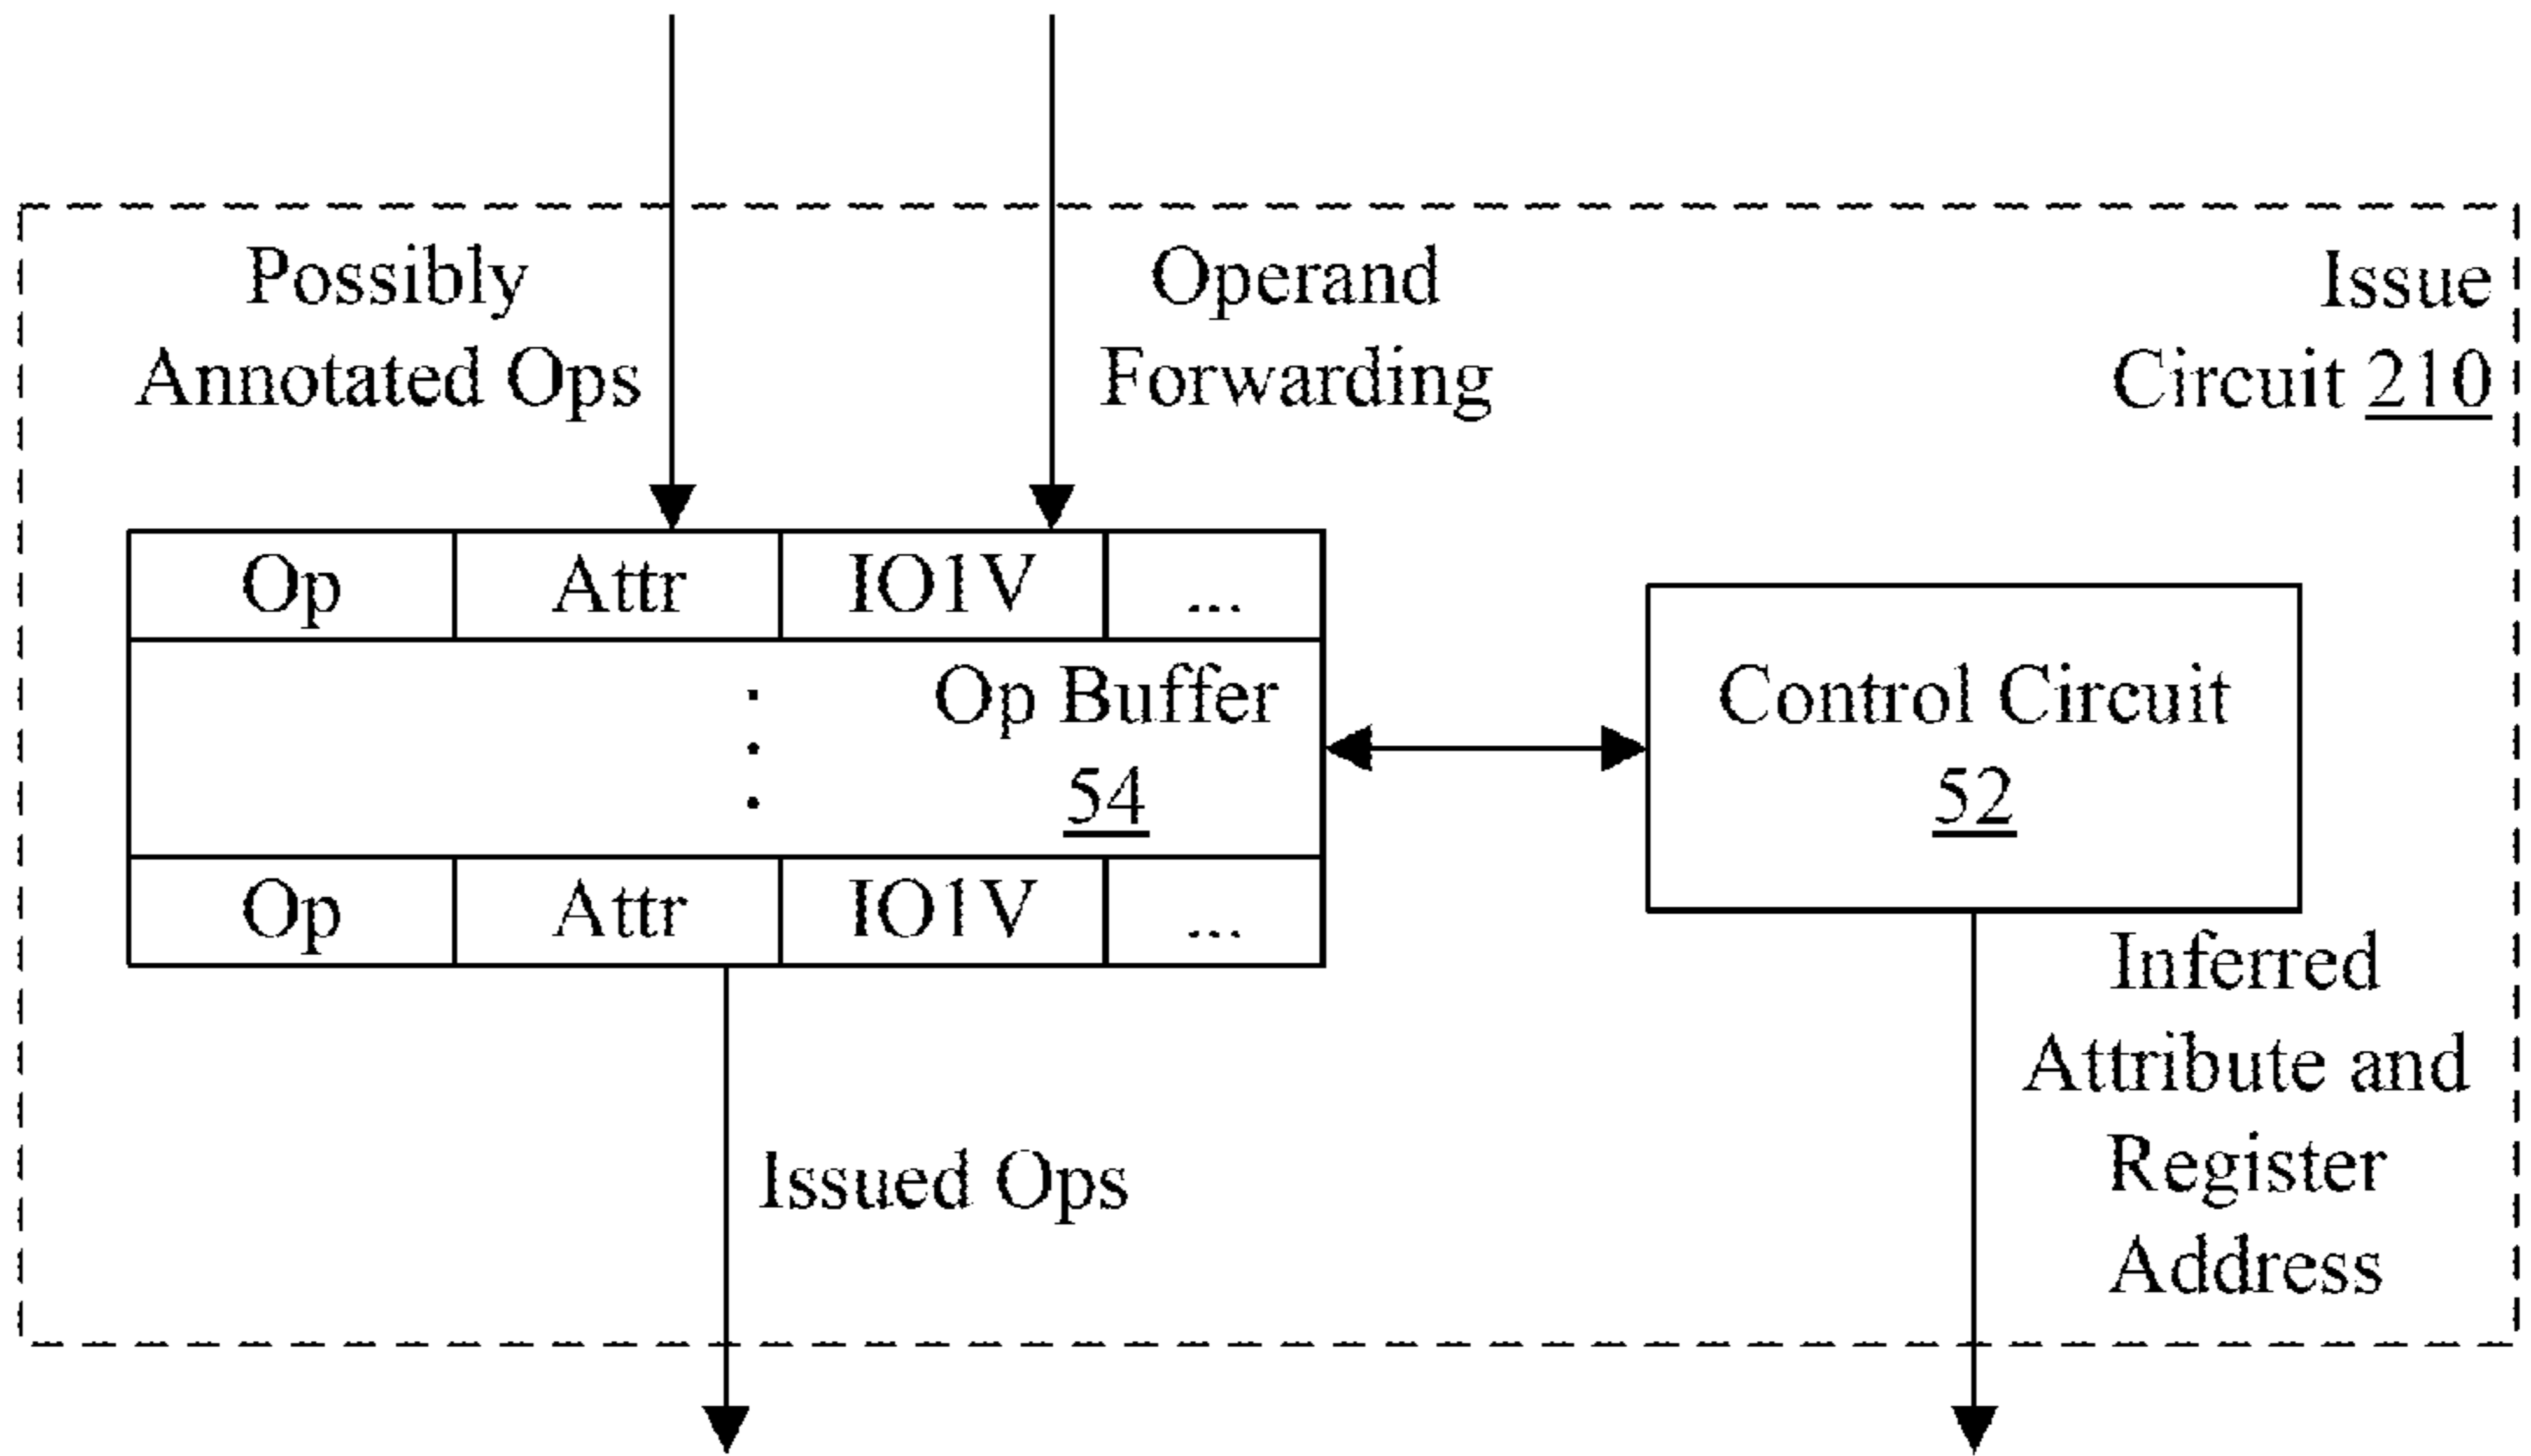 Possibly
Annotated Ops
Operand
Forwarding
Issue
Circuit 210
Op Attr IO1V ...
Op Buffer
54
Op Attr IO1V ...
Control Circuit
52
Issued Ops
Inferred
Attribute and
Register
Address